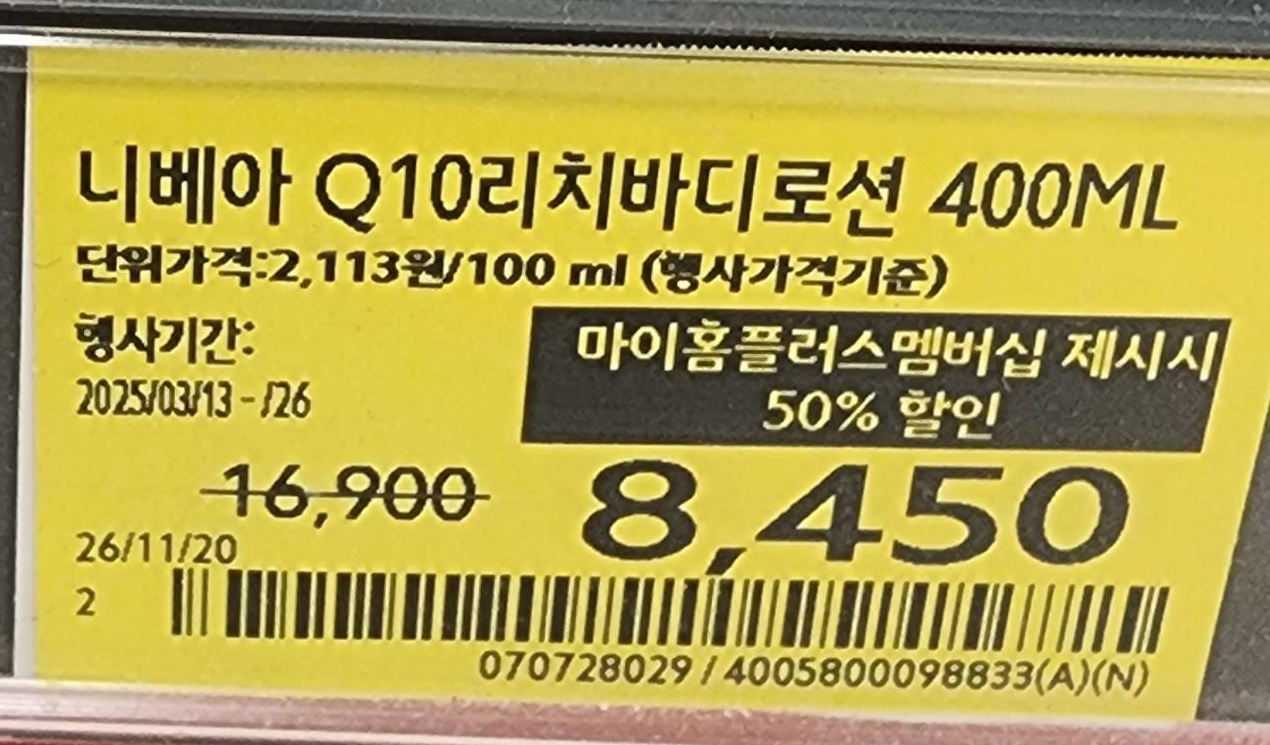 니베아 Q10리치바디로션 400ML
단위가격:2,113원/100 ml (행사가격기준)
행사기간:
2025/03/13 - /26
마이홈플러스멤버십 제시시
50% 할인
16,900
8,450
26/11/20
2
070728029 / 4005800098833(A)(N)